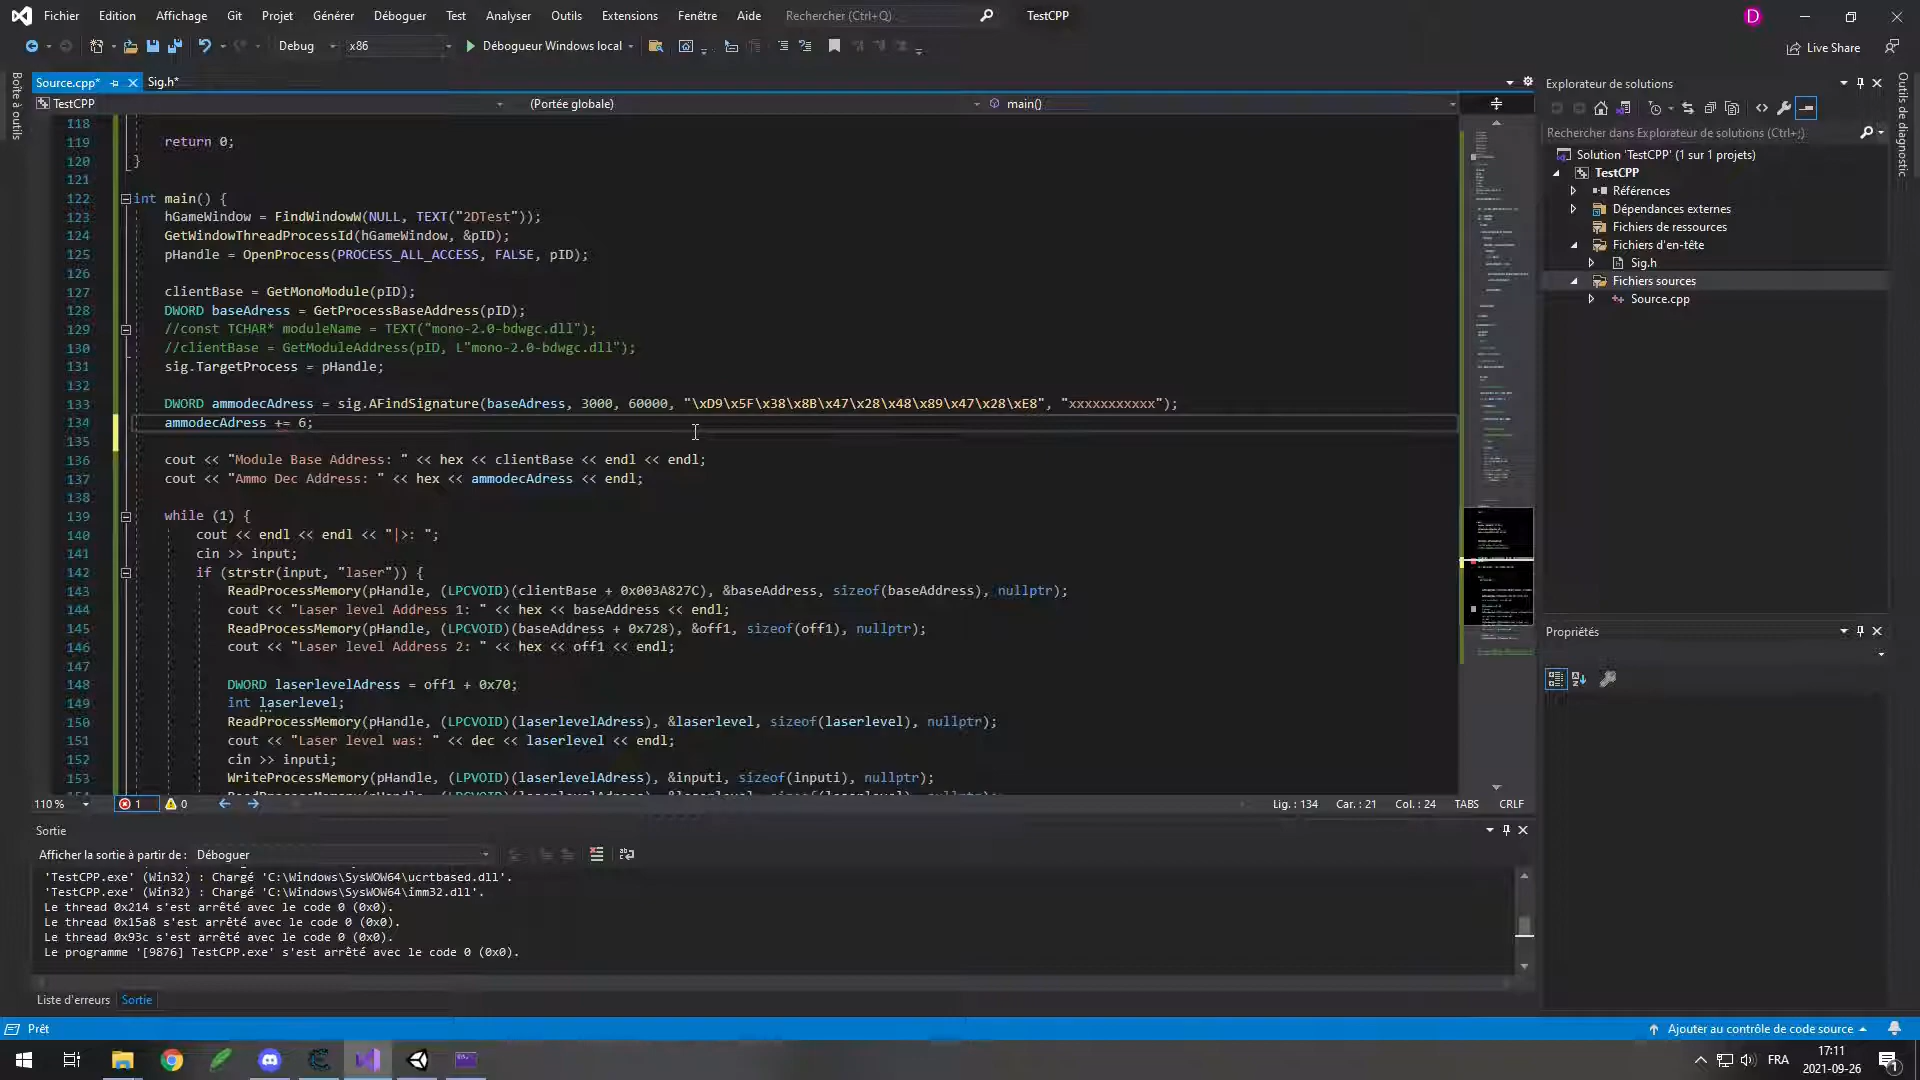 Fichier Edition Affichage Git Projet Générer Déboguer Test Analyser Outils Extensions Fenêtre Aide Rechercher (Ctrl+Q) TestCPP D
Debug x86 Débogueur Windows local Live Share
Boîte à outils
Source.cpp* Sig.h*
TestCPP (Portée globale) main()
118
119 return 0;
120 }
121
122 int main() {
123 hGameWindow = FindWindowW(NULL, TEXT("2DTest"));
124 GetWindowThreadProcessId(hGameWindow, &pID);
125 pHandle = OpenProcess(PROCESS_ALL_ACCESS, FALSE, pID);
126
127 clientBase = GetMonoModule(pID);
128 DWORD baseAdress = GetProcessBaseAddress(pID);
129 //const TCHAR* moduleName = TEXT("mono-2.0-bdwgc.dll");
130 //clientBase = GetModuleAddress(pID, L"mono-2.0-bdwgc.dll");
131 sig.TargetProcess = pHandle;
132
133 DWORD ammodecAdress = sig.AFindSignature(baseAdress, 3000, 60000, "\xD9\x5F\x38\x8B\x47\x28\x48\x89\x47\x28\xE8", "xxxxxxxxxxx");
134 ammodecAdress += 6;
135
136 cout << "Module Base Address: " << hex << clientBase << endl << endl;
137 cout << "Ammo Dec Address: " << hex << ammodecAdress << endl;
138
139 while (1) {
140 cout << endl << endl << "|>: ";
141 cin >> input;
142 if (strstr(input, "laser")) {
143 ReadProcessMemory(pHandle, (LPCVOID)(clientBase + 0x003A827C), &baseAddress, sizeof(baseAddress), nullptr);
144 cout << "Laser level Address 1: " << hex << baseAddress << endl;
145 ReadProcessMemory(pHandle, (LPCVOID)(baseAddress + 0x728), &off1, sizeof(off1), nullptr);
146 cout << "Laser level Address 2: " << hex << off1 << endl;
147
148 DWORD laserlevelAdress = off1 + 0x70;
149 int laserlevel;
150 ReadProcessMemory(pHandle, (LPCVOID)(laserlevelAdress), &laserlevel, sizeof(laserlevel), nullptr);
151 cout << "Laser level was: " << dec << laserlevel << endl;
152 cin >> inputi;
153 WriteProcessMemory(pHandle, (LPVOID)(laserlevelAdress), &inputi, sizeof(inputi), nullptr);
110 % 1 0 Lig. : 134 Car. : 21 Col. : 24 TABS CRLF
Sortie
Afficher la sortie à partir de : Déboguer
'TestCPP.exe' (Win32) : Chargé 'C:\Windows\SysWOW64\ucrtbased.dll'.
'TestCPP.exe' (Win32) : Chargé 'C:\Windows\SysWOW64\imm32.dll'.
Le thread 0x214 s'est arrêté avec le code 0 (0x0).
Le thread 0x15a8 s'est arrêté avec le code 0 (0x0).
Le thread 0x93c s'est arrêté avec le code 0 (0x0).
Le programme '[9876] TestCPP.exe' s'est arrêté avec le code 0 (0x0).
Liste d'erreurs Sortie
Explorateur de solutions
Rechercher dans Explorateur de solutions (Ctrl+;)
Solution 'TestCPP' (1 sur 1 projets)
TestCPP
Références
Dépendances externes
Fichiers de ressources
Fichiers d'en-tête
Sig.h
Fichiers sources
Source.cpp
Propriétés
Outils de diagnostic
Prêt Ajouter au contrôle de code source
FRA 17:11
2021-09-26
1